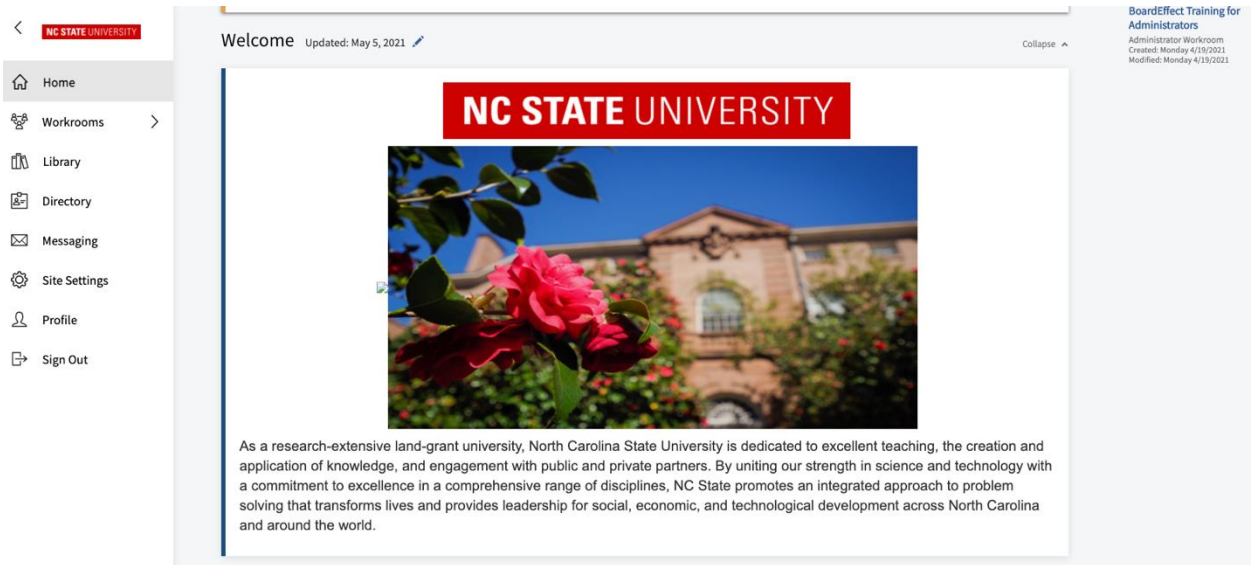 NC STATE UNIVERSITY
Home
Workrooms
Library
Directory
Messaging
Site Settings
Profile
Sign Out
Welcome Updated: May 5, 2021
Collapse
NC STATE UNIVERSITY
As a research-extensive land-grant university, North Carolina State University is dedicated to excellent teaching, the creation and
application of knowledge, and engagement with public and private partners. By uniting our strength in science and technology with
a commitment to excellence in a comprehensive range of disciplines, NC State promotes an integrated approach to problem
solving that transforms lives and provides leadership for social, economic, and technological development across North Carolina
and around the world.
BoardEffect Training for
Administrators
Administrator Workroom
Created: Monday 4/19/2021
Modified: Monday 4/19/2021